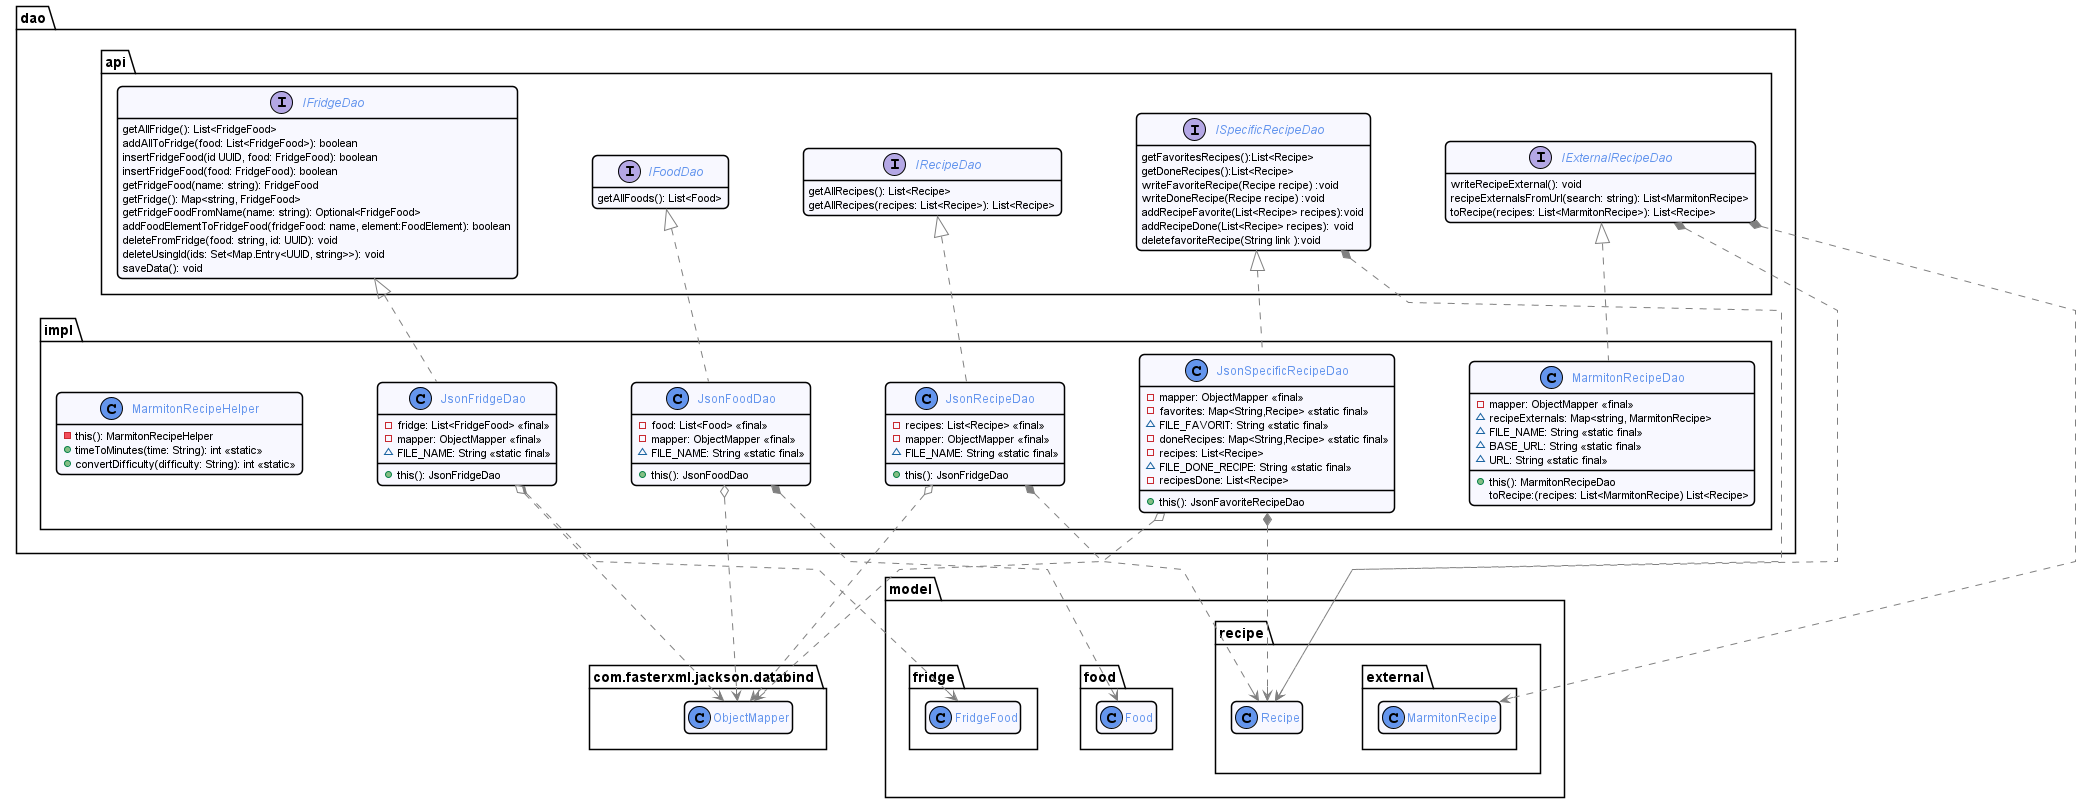 dao
api
I IFridgeDao
getAllFridge(): List<FridgeFood>
addAllToFridge(food: List<FridgeFood>): boolean
insertFridgeFood(id UUID, food: FridgeFood): boolean
insertFridgeFood(food: FridgeFood): boolean
getFridgeFood(name: string): FridgeFood
getFridge(): Map<string, FridgeFood>
getFridgeFoodFromName(name: string): Optional<FridgeFood>
addFoodElementToFridgeFood(fridgeFood: name, element:FoodElement): boolean
deleteFromFridge(food: string, id: UUID): void
deleteUsingId(ids: Set<Map.Entry<UUID, string>>): void
saveData(): void
I IFoodDao
getAllFoods(): List<Food>
I IRecipeDao
getAllRecipes(): List<Recipe>
getAllRecipes(recipes: List<Recipe>): List<Recipe>
I ISpecificRecipeDao
getFavoritesRecipes():List<Recipe>
getDoneRecipes():List<Recipe>
writeFavoriteRecipe(Recipe recipe) :void
writeDoneRecipe(Recipe recipe) :void
addRecipeFavorite(List<Recipe> recipes):void
addRecipeDone(List<Recipe> recipes): void
deletefavoriteRecipe(String link ):void
I IExternalRecipeDao
writeRecipeExternal(): void
recipeExternalsFromUrl(search: string): List<MarmitonRecipe>
toRecipe(recipes: List<MarmitonRecipe>): List<Recipe>
impl
C MarmitonRecipeHelper
this(): MarmitonRecipeHelper
timeToMinutes(time: String): int «static»
convertDifficulty(difficulty: String): int «static»
C JsonFridgeDao
fridge: List<FridgeFood> «final»
mapper: ObjectMapper «final»
FILE_NAME: String «static final»
this(): JsonFridgeDao
C JsonFoodDao
food: List<Food> «final»
mapper: ObjectMapper «final»
FILE_NAME: String «static final»
this(): JsonFoodDao
C JsonRecipeDao
recipes: List<Recipe> «final»
mapper: ObjectMapper «final»
FILE_NAME: String «static final»
this(): JsonFridgeDao
C JsonSpecificRecipeDao
mapper: ObjectMapper «final»
favorites: Map<String,Recipe> «static final»
FILE_FAVORIT: String «static final»
doneRecipes: Map<String,Recipe> «static final»
recipes: List<Recipe>
FILE_DONE_RECIPE: String «static final»
recipesDone: List<Recipe>
this(): JsonFavoriteRecipeDao
C MarmitonRecipeDao
mapper: ObjectMapper «final»
recipeExternals: Map<string, MarmitonRecipe>
FILE_NAME: String «static final»
BASE_URL: String «static final»
URL: String «static final»
this(): MarmitonRecipeDao
toRecipe:(recipes: List<MarmitonRecipe) List<Recipe>
model
recipe
com.fasterxml.jackson.databind
C ObjectMapper
fridge
C FridgeFood
food
C Food
C Recipe
external
C MarmitonRecipe